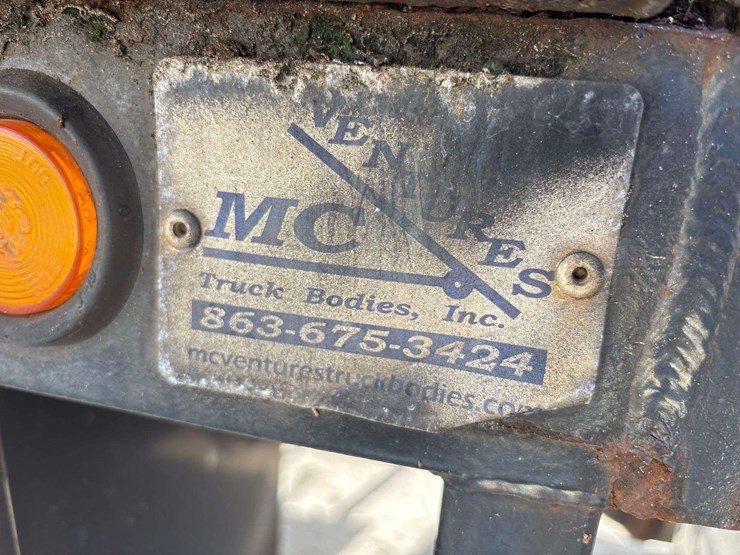 VENTURES
MC
Truck Bodies, Inc.
863-675-3424
mcventurestruckbodies.com